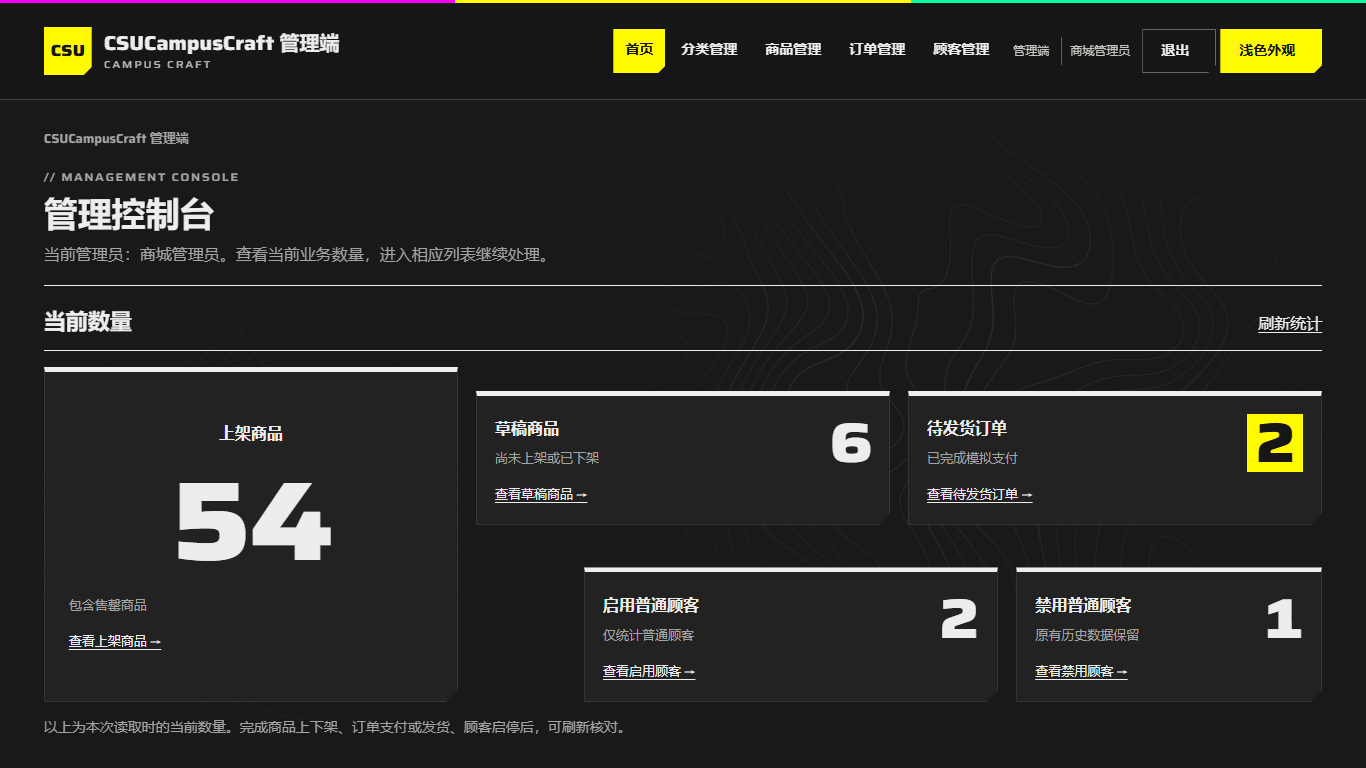 CSU
CSUCampusCraft 管理端
CAMPUS CRAFT
首页
分类管理
商品管理
订单管理
顾客管理
管理端
商城管理员
退出
浅色外观
CSUCampusCraft 管理端
// MANAGEMENT CONSOLE
管理控制台
当前管理员：商城管理员。查看当前业务数量，进入相应列表继续处理。
当前数量
刷新统计
上架商品
54
包含售罄商品
查看上架商品→
草稿商品
6
尚未上架或已下架
查看草稿商品→
待发货订单
2
已完成模拟支付
查看待发货订单→
启用普通顾客
2
仅统计普通顾客
查看启用顾客→
禁用普通顾客
1
原有历史数据保留
查看禁用顾客→
以上为本次读取时的当前数量。完成商品上下架、订单支付或发货、顾客启停后，可刷新核对。